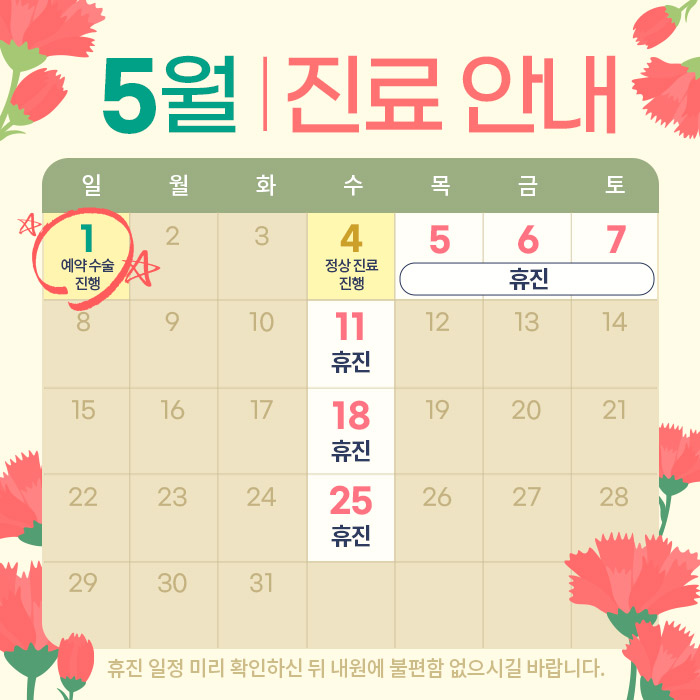 5월 | 진료 안내
일 월 화 수 목 금 토
1 2 3 4 5 6 7
예약 수술 정상 진료 휴진
진행 진행
8 9 10 11 12 13 14
휴진
15 16 17 18 19 20 21
휴진
22 23 24 25 26 27 28
휴진
29 30 31
휴진 일정 미리 확인하신 뒤 내원에 불편함 없으시길 바랍니다.